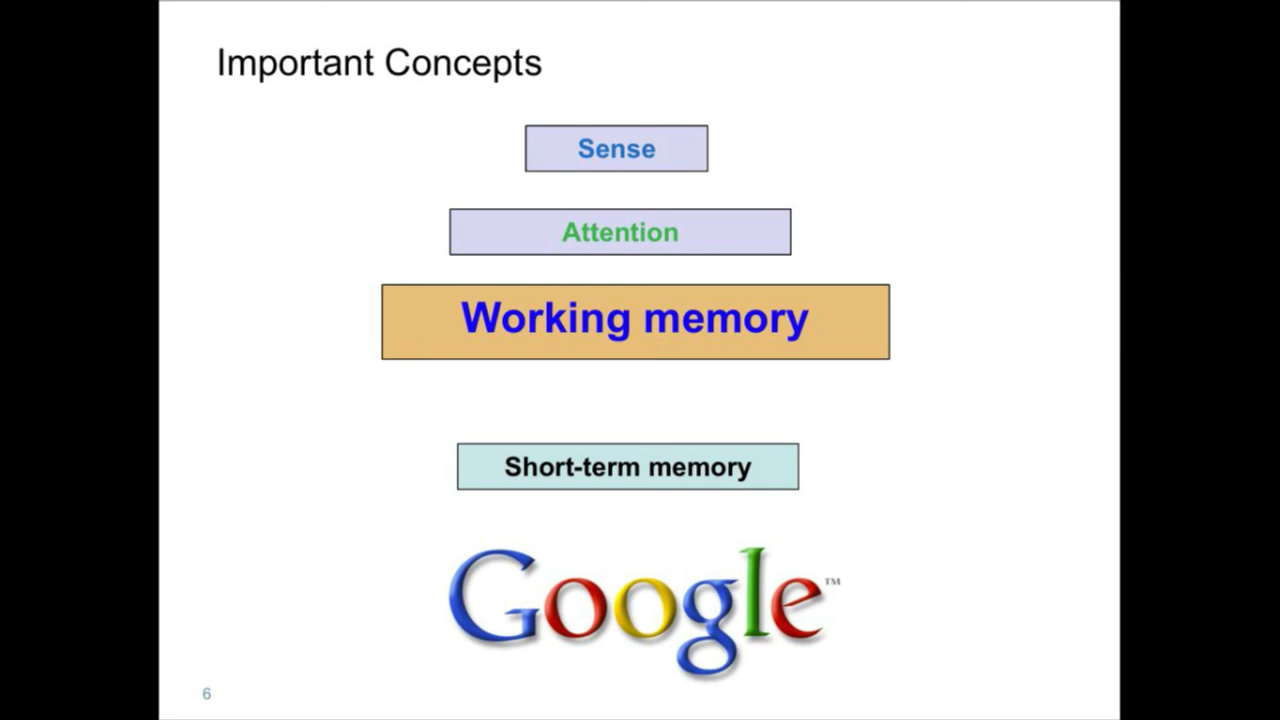 Important Concepts
Sense
Attention
Working memory
Short-term memory
Google™
6